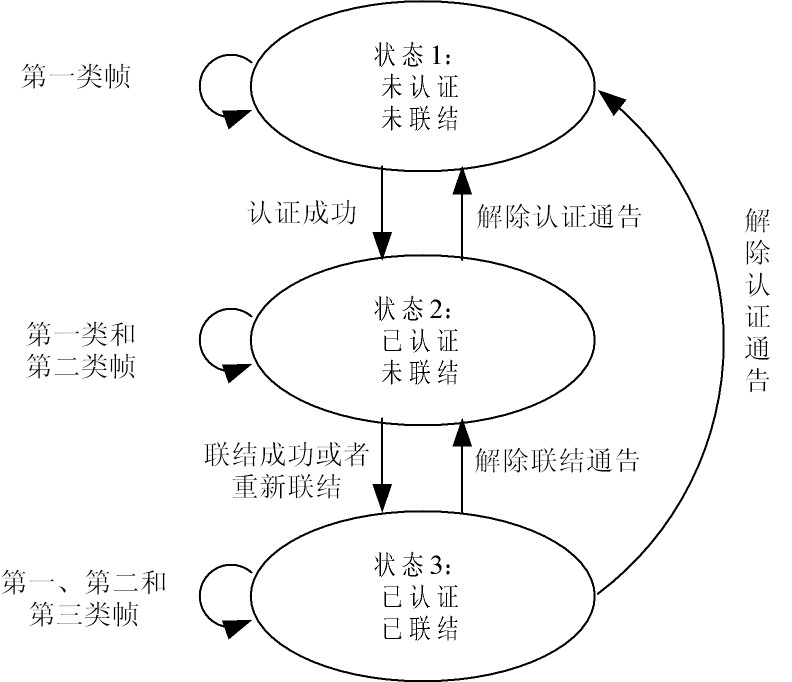 第一类帧
状态1:
未认证
未联结
认证成功
解除认证通告
解除认证通告
第一类和
第二类帧
状态2:
已认证
未联结
联结成功或者
重新联结
解除联结通告
第一、第二和
第三类帧
状态3:
已认证
已联结